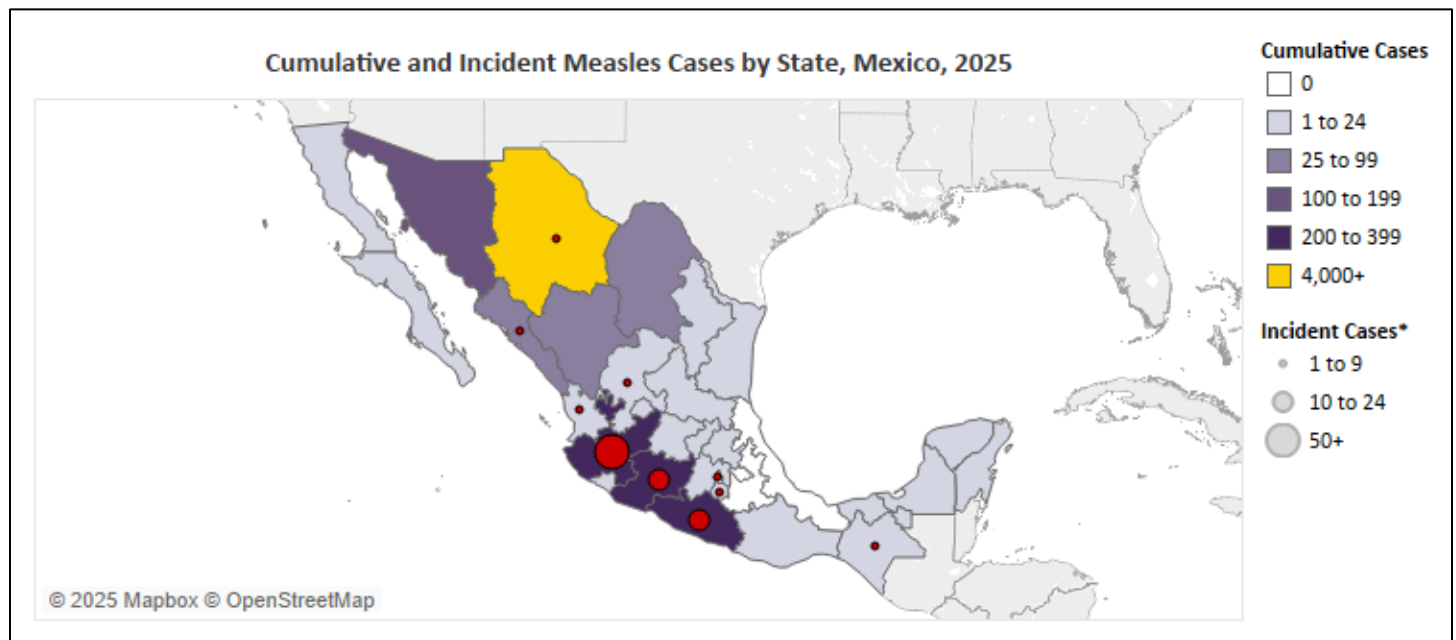 Cumulative and Incident Measles Cases by State, Mexico, 2025
Cumulative Cases
0
1 to 24
25 to 99
100 to 199
200 to 399
4,000+
Incident Cases*
1 to 9
10 to 24
50+
© 2025 Mapbox © OpenStreetMap